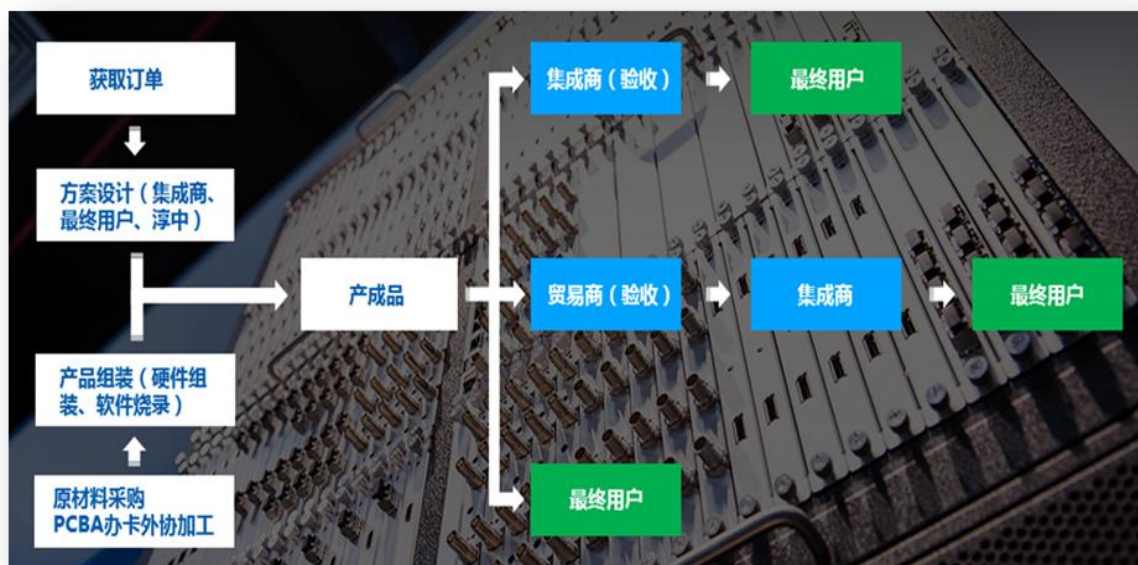 获取订单
方案设计（集成商、
最终用户、淳中）
产品组装（硬件组
装、软件烧录）
原材料采购
PCBA办卡外协加工
产成品
集成商（验收）
最终用户
贸易商（验收）
集成商
最终用户
最终用户